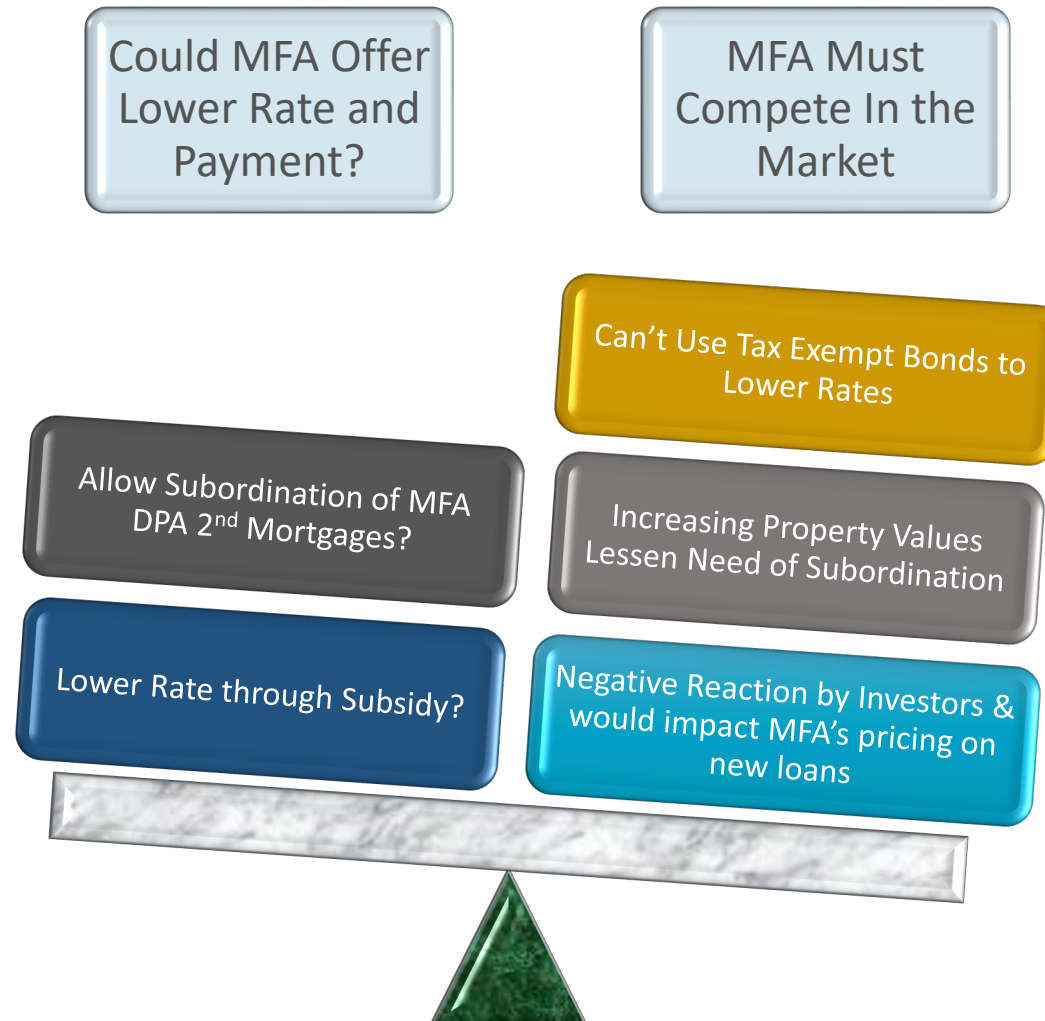 Could MFA Offer
Lower Rate and
Payment?
MFA Must
Compete In the
Market
Can’t Use Tax Exempt Bonds to
Lower Rates
Allow Subordination of MFA
DPA 2nd Mortgages?
Increasing Property Values
Lessen Need of Subordination
Lower Rate through Subsidy?
Negative Reaction by Investors &
would impact MFA’s pricing on
new loans